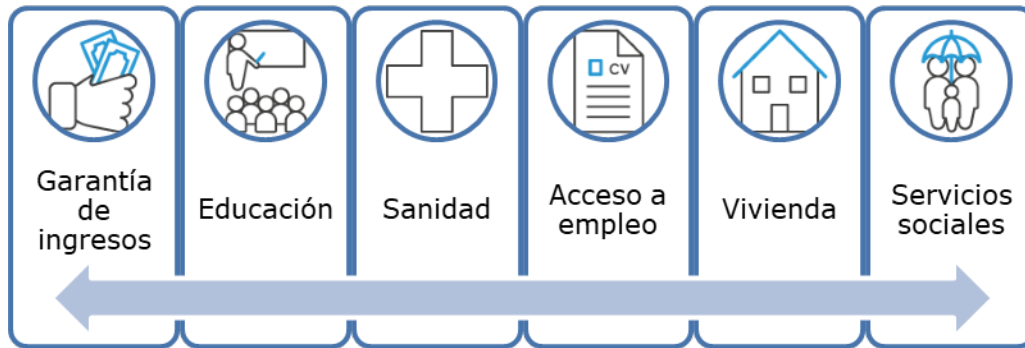 CV
Garantía
de
ingresos
Educación
Sanidad
Acceso a
empleo
Vivienda
Servicios
sociales